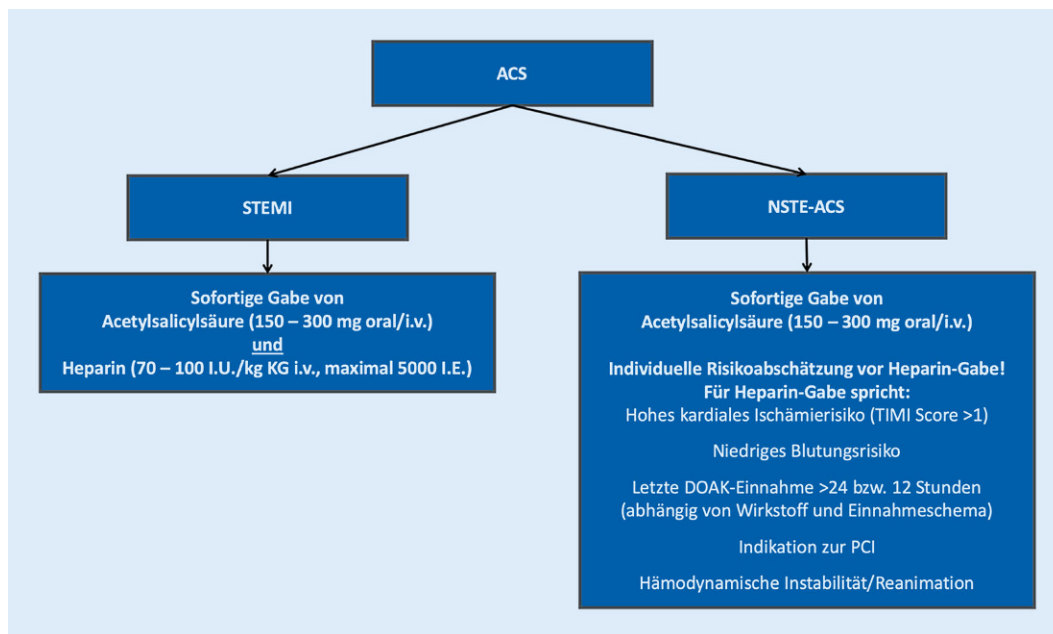 ACS
STEMI
NSTE-ACS
Sofortige Gabe von
Acetylsalicylsäure (150 – 300 mg oral/i.v.)
und
Heparin (70 – 100 I.U./kg KG i.v., maximal 5000 I.E.)
Sofortige Gabe von
Acetylsalicylsäure (150 – 300 mg oral/i.v.)
Individuelle Risikoabschätzung vor Heparin-Gabe!
Für Heparin-Gabe spricht:
Hohes kardiales Ischämierisiko (TIMI Score >1)
Niedriges Blutungsrisiko
Letzte DOAK-Einnahme >24 bzw. 12 Stunden
(abhängig von Wirkstoff und Einnahmeschema)
Indikation zur PCI
Hämodynamische Instabilität/Reanimation